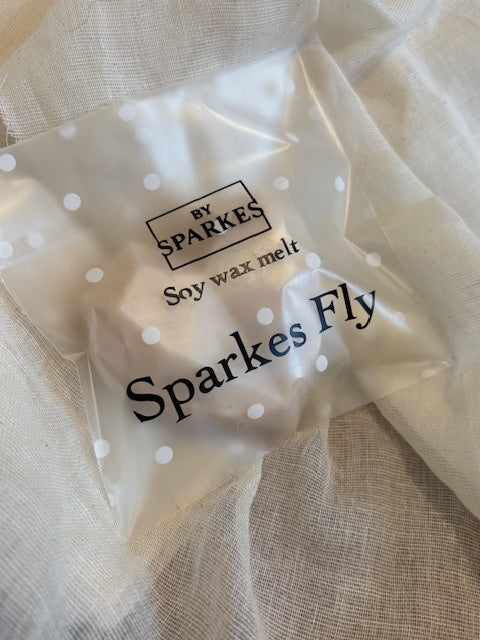 BY
SPARKES
Soy wax melt
Sparkes Fly